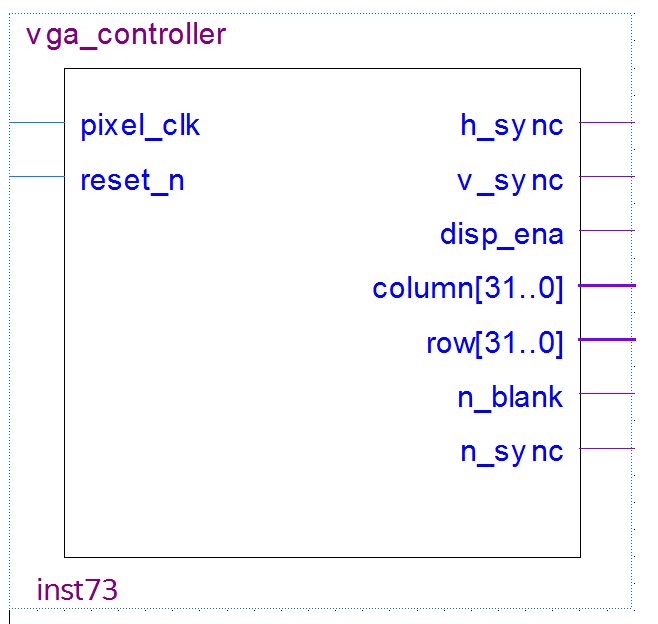 vga_controller
pixel_clk
reset_n
h_sync
v_sync
disp_ena
column[31..0]
row[31..0]
n_blank
n_sync
inst73